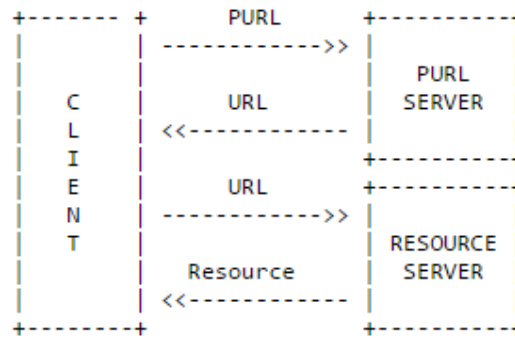 PURL
PURL
C URL SERVER
L
I
E URL
N
T RESOURCE
Resource SERVER